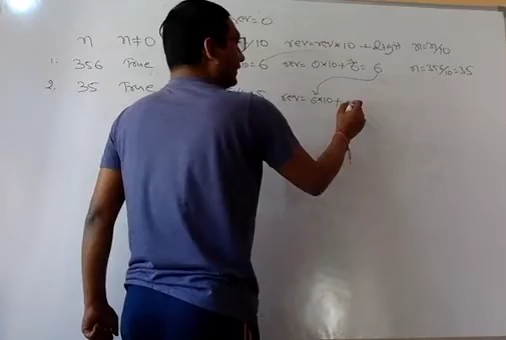 rev=0
n n≠0 %10 rev=rev*10+digit n=n/10
1. 356 True =6 rev= 0*10+6= 6 n=356/10=35
2. 35 True =5 rev= 6*10+